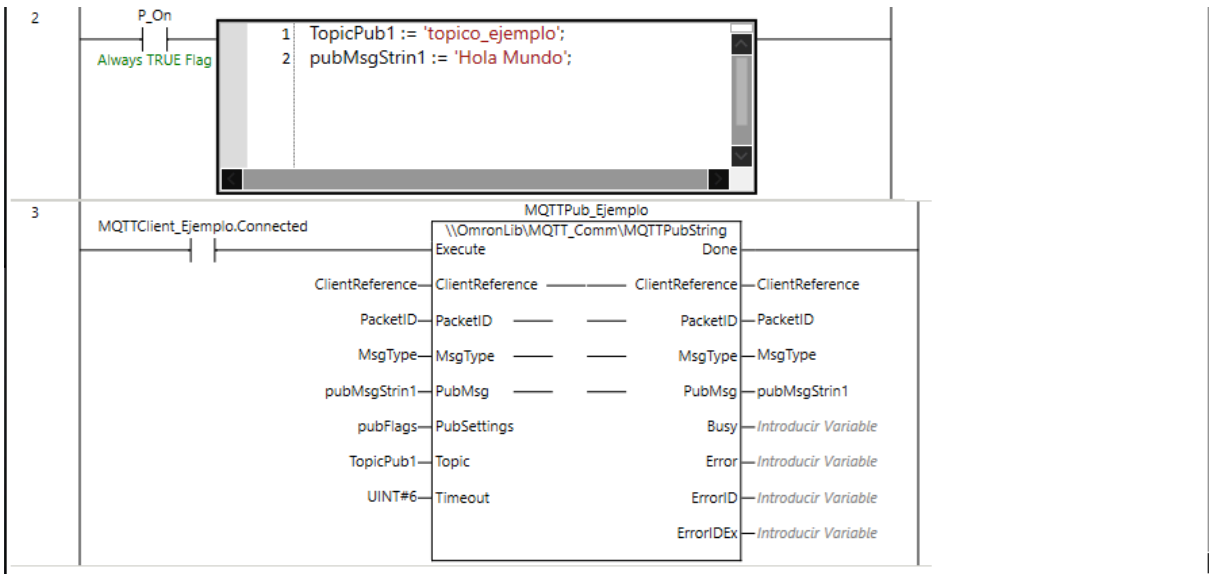 2
P_On
Always TRUE Flag
1 TopicPub1 := 'topico_ejemplo';
2 pubMsgStrin1 := 'Hola Mundo';
3
MQTTClient_Ejemplo.Connected
MQTTPub_Ejemplo
\\OmronLib\MQTT_Comm\MQTTPubString
Execute Done
ClientReference ClientReference ClientReference ClientReference
PacketID PacketID PacketID PacketID
MsgType MsgType MsgType MsgType
pubMsgStrin1 PubMsg PubMsg pubMsgStrin1
pubFlags PubSettings Busy Introducir Variable
TopicPub1 Topic Error Introducir Variable
UINT#6 Timeout ErrorID Introducir Variable
ErrorIDEx Introducir Variable